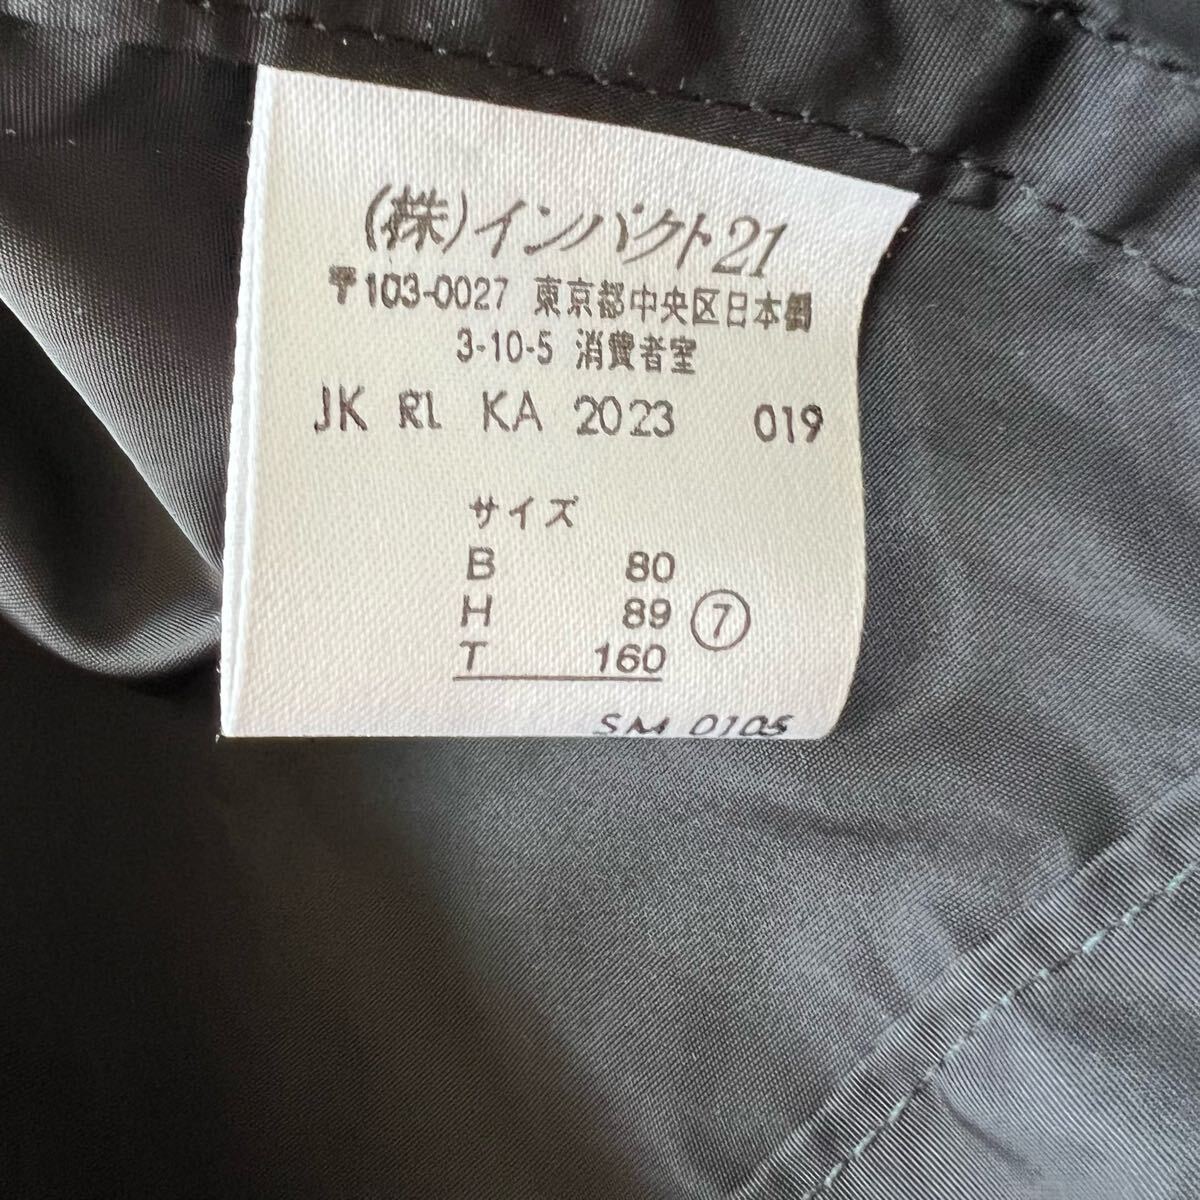 (株)インパクト21
〒103-0027 東京都中央区日本橋
3-10-5 消費者室
JK RL KA 2023 019
サイズ
B 80
H 89 ⑦
T 160
SM 0105